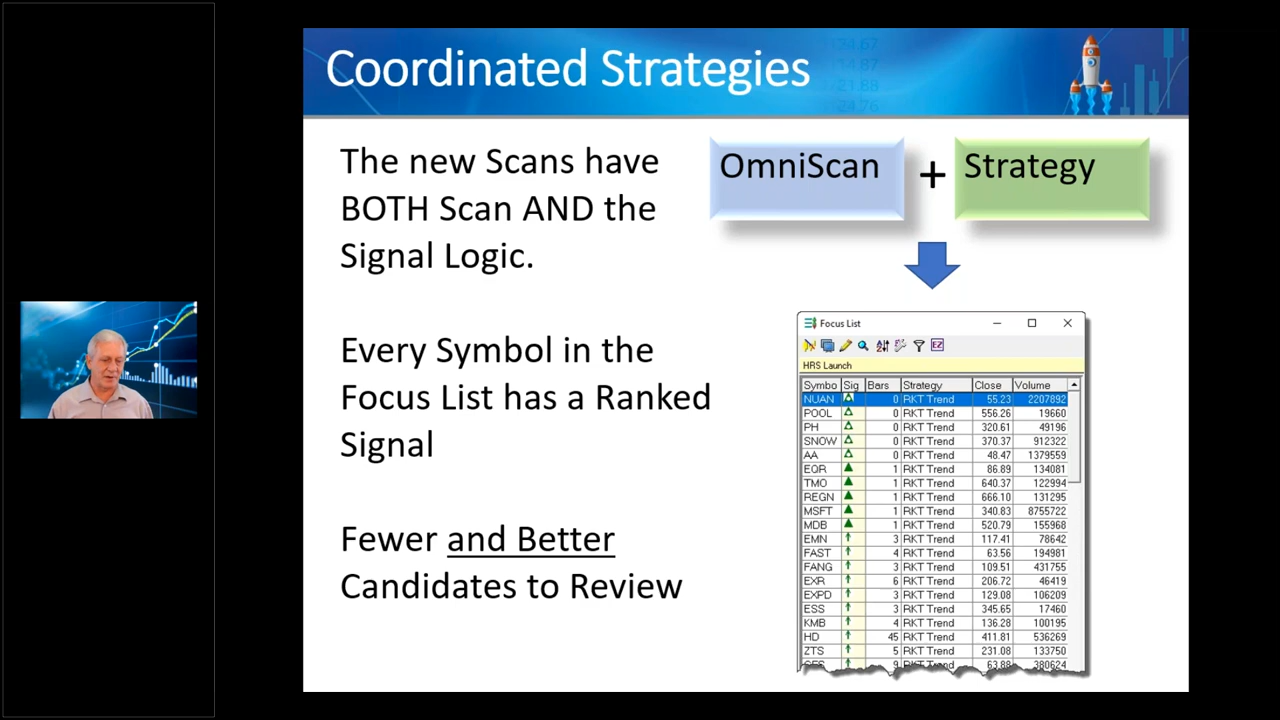 Coordinated Strategies
The new Scans have
BOTH Scan AND the
Signal Logic.
Every Symbol in the
Focus List has a Ranked
Signal
Fewer and Better
Candidates to Review
OmniScan + Strategy
Focus List
HRS Launch
Symbo Sig Bars Strategy Close Volume
NUAN 0 RKT Trend 55.23 2207892
POOL 0 RKT Trend 556.26 19660
PH 0 RKT Trend 320.61 49196
SNOW 0 RKT Trend 370.37 912322
AA 0 RKT Trend 48.47 1379559
EQR 1 RKT Trend 86.89 134081
TMO 1 RKT Trend 640.37 122994
REGN 1 RKT Trend 666.10 131295
MSFT 1 RKT Trend 340.83 8755722
MDB 1 RKT Trend 520.79 155968
EMN 3 RKT Trend 117.41 78642
FAST 4 RKT Trend 63.56 194981
FANG 3 RKT Trend 109.51 431755
EXR 6 RKT Trend 206.72 46419
EXPD 3 RKT Trend 129.08 106209
ESS 3 RKT Trend 345.65 17460
KMB 4 RKT Trend 136.28 100195
HD 45 RKT Trend 411.81 536269
ZTS 5 RKT Trend 231.08 133750
9 RKT Trend 63.88 380624